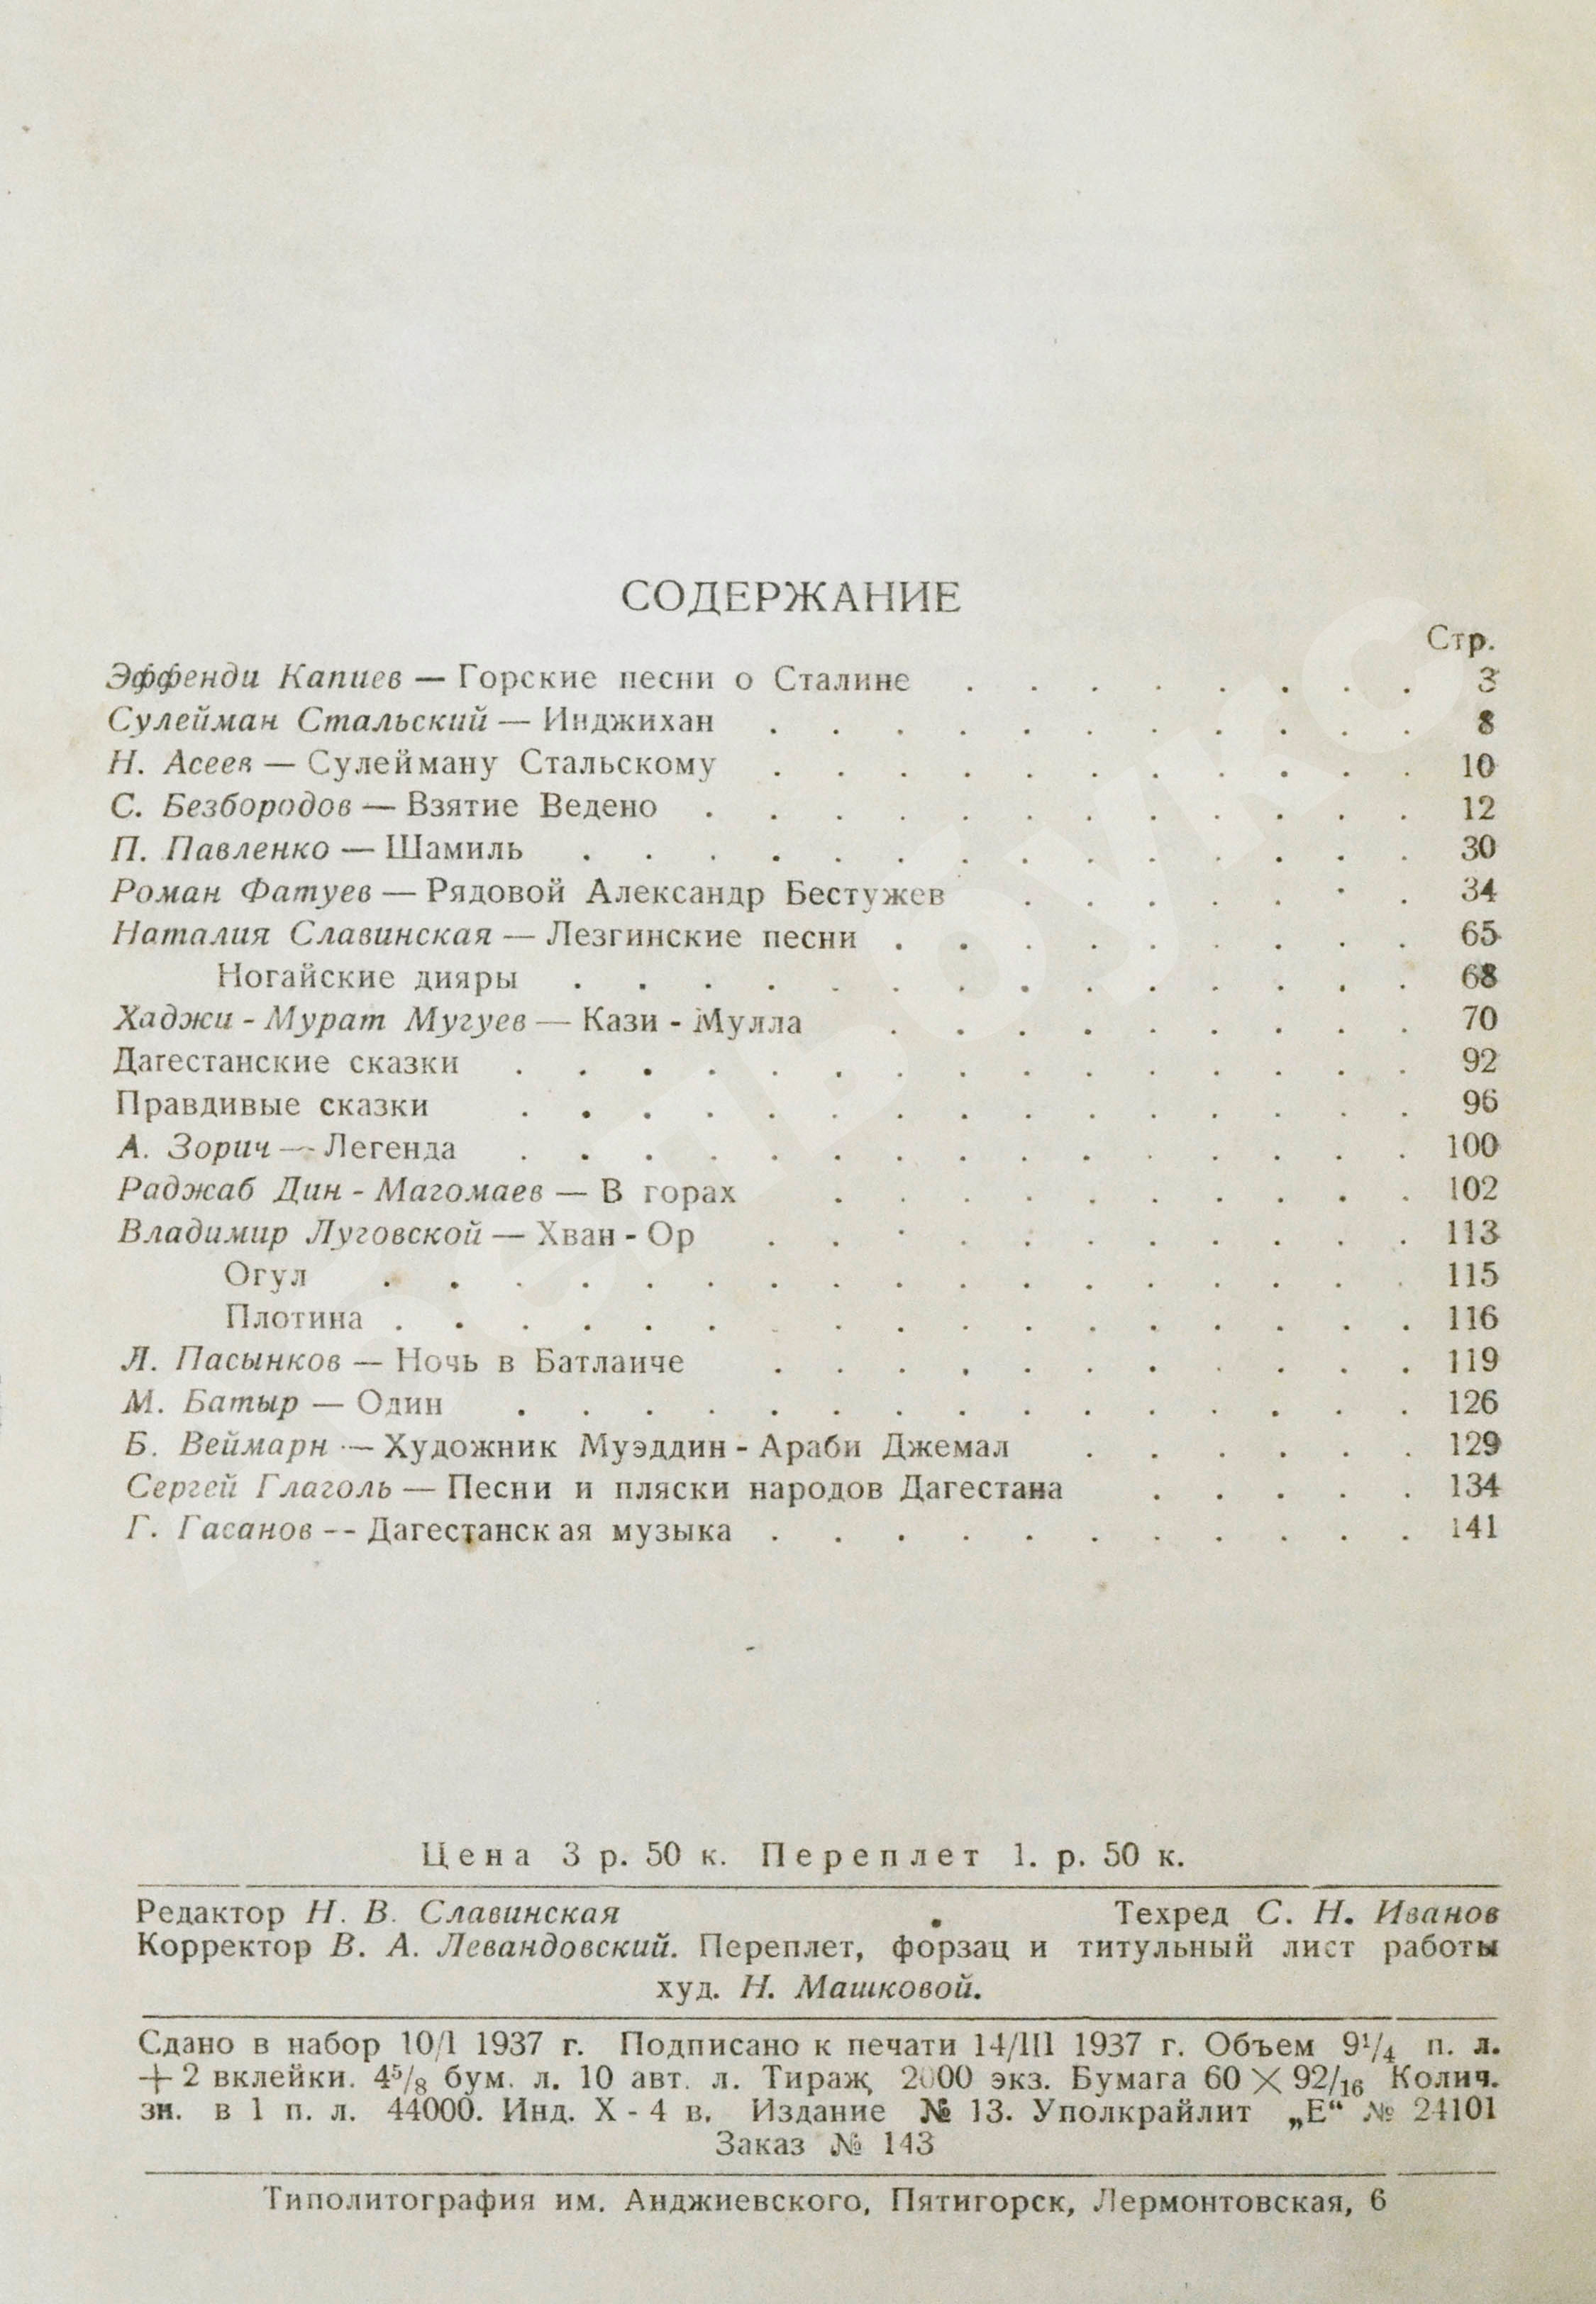 СОДЕРЖАНИЕ
Стр.
Эффенди Капиев — Горские песни о Сталине . . . . . . . . 3
Сулейман Стальский — Инджихан . . . . . . . . . . . 8
Н. Асеев — Сулейману Стальскому . . . . . . . . . . . 10
С. Безбородов — Взятие Ведено . . . . . . . . . . . . 12
П. Павленко — Шамиль . . . . . . . . . . . . . . 30
Роман Фатуев — Рядовой Александр Бестужев . . . . . . . 34
Наталия Славинская — Лезгинские песни . . . . . . . . . 65
Ногайские дияры . . . . . . . . . . . . . . 68
Хаджи - Мурат Мугуев — Кази - Мулла . . . . . . . . . 70
Дагестанские сказки . . . . . . . . . . . . . . . 92
Правдивые сказки . . . . . . . . . . . . . . . 96
А. Зорич — Легенда . . . . . . . . . . . . . . . 100
Раджаб Дин - Магомаев — В горах . . . . . . . . . . 102
Владимир Луговской — Хван - Ор . . . . . . . . . . . 113
Огул . . . . . . . . . . . . . . . . . 115
Плотина . . . . . . . . . . . . . . . . . 116
Л. Пасынков — Ночь в Батлаиче . . . . . . . . . . . 119
М. Батыр — Один . . . . . . . . . . . . . . . 126
Б. Веймарн — Художник Муэддин - Араби Джемал . . . . . . 129
Сергей Глаголь — Песни и пляски народов Дагестана . . . . . 134
Г. Гасанов -- Дагестанск ая музыка . . . . . . . . . . . 141
Цена 3 р. 50 к. Переплет 1. р. 50 к.
Редактор Н. В. Славинская Техред С. Н. Иванов
Корректор В. А. Левандовский. Переплет, форзац и титульный лист работы
худ. Н. Машковой.
Сдано в набор 10/I 1937 г. Подписано к печати 14/III 1937 г. Объем 9¼ п. л.
+ 2 вклейки. 4⅝ бум. л. 10 авт. л. Тираж 2000 экз. Бумага 60 × 92/16 Колич.
зн. в 1 п. л. 44000. Инд. X - 4 в. Издание № 13. Уполкрайлит „Е“ № 24101
Заказ № 143
Типолитография им. Анджиевского, Пятигорск, Лермонтовская, 6